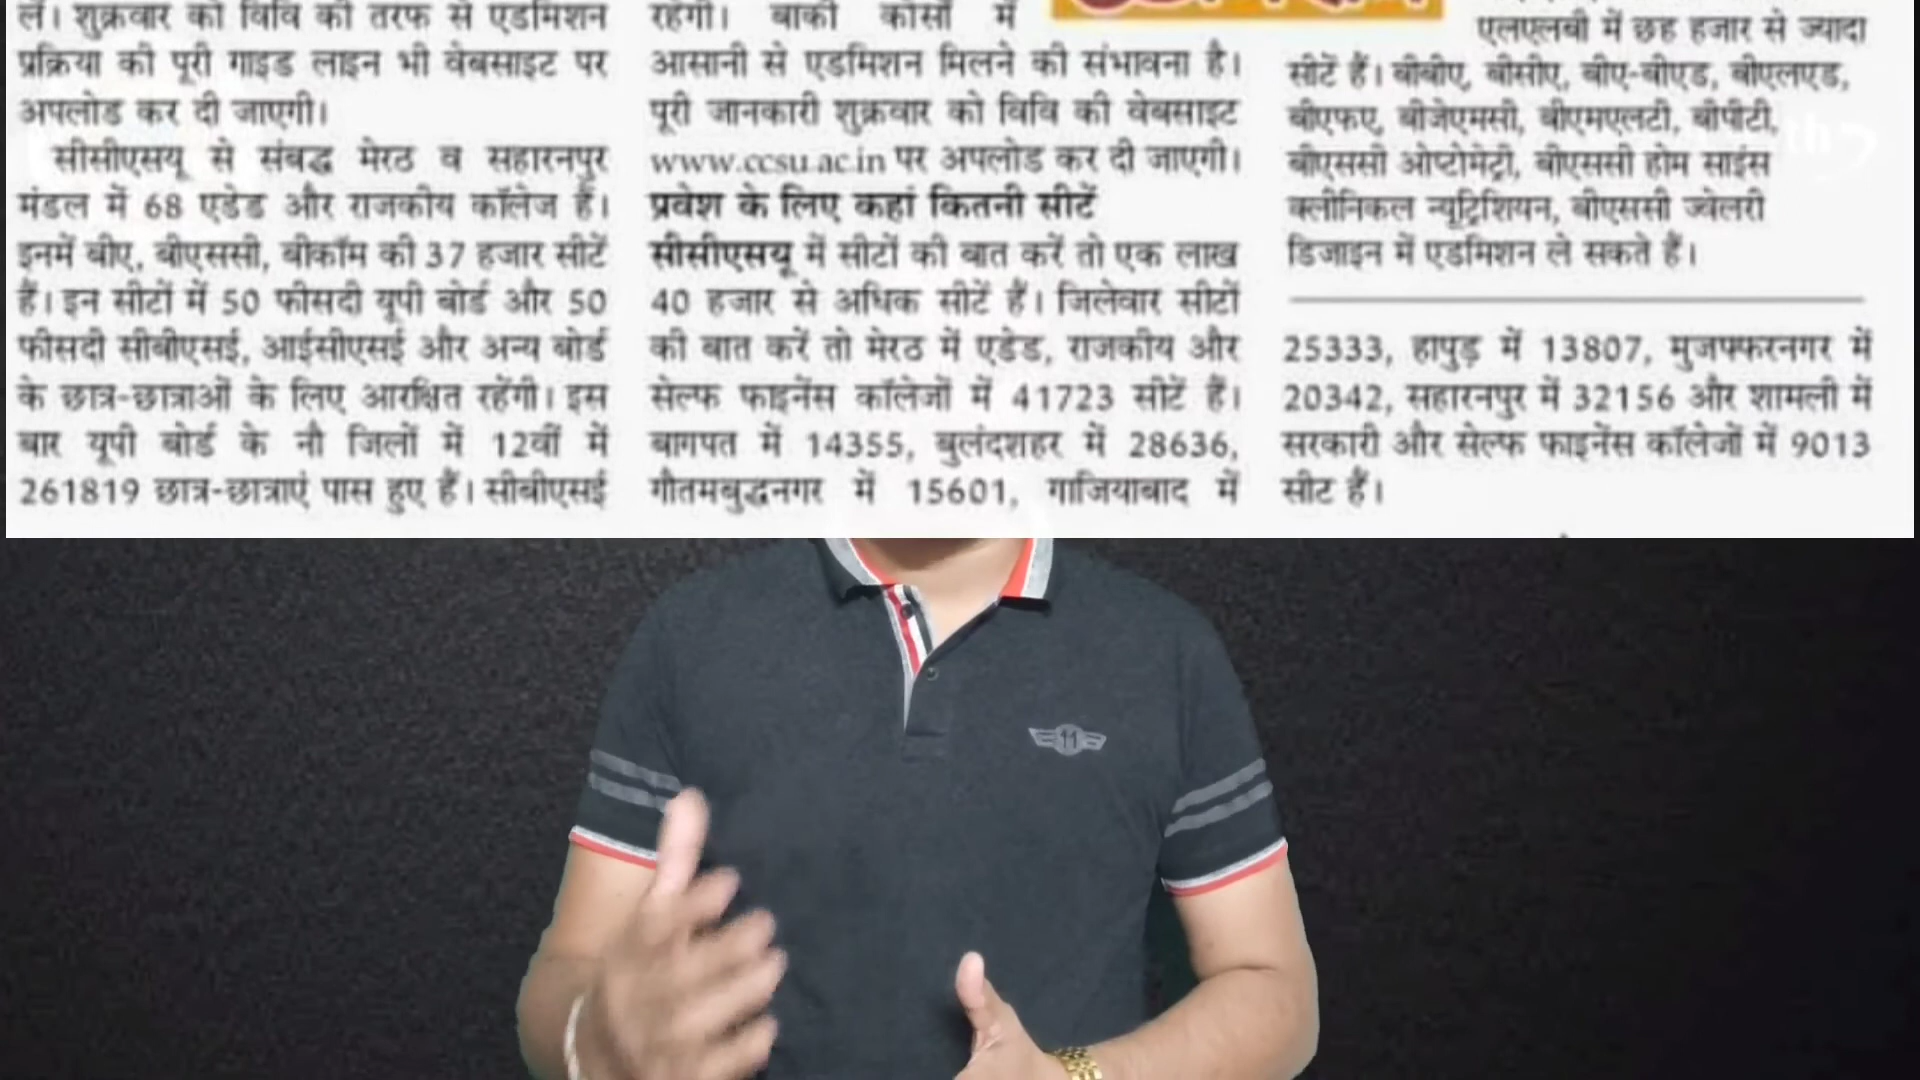 लें। शुक्रवार को विवि की तरफ से एडमिशन
प्रक्रिया की पूरी गाइड लाइन भी वेबसाइट पर
अपलोड कर दी जाएगी।
सीसीएसयू से संबद्ध मेरठ व सहारनपुर
मंडल में 68 एडेड और राजकीय कॉलेज हैं।
इनमें बीए, बीएससी, बीकॉम की 37 हजार सीटें
हैं। इन सीटों में 50 फीसदी यूपी बोर्ड और 50
फीसदी सीबीएसई, आईसीएसई और अन्य बोर्ड
के छात्र-छात्राओं के लिए आरक्षित रहेंगी। इस
बार यूपी बोर्ड के नौ जिलों में 12वीं में
261819 छात्र-छात्राएं पास हुए हैं। सीबीएसई
रहेगी। बाकी कोर्सों में
आसानी से एडमिशन मिलने की संभावना है।
पूरी जानकारी शुक्रवार को विवि की वेबसाइट
www.ccsu.ac.in पर अपलोड कर दी जाएगी।
प्रवेश के लिए कहां कितनी सीटें
सीसीएसयू में सीटों की बात करें तो एक लाख
40 हजार से अधिक सीटें हैं। जिलेवार सीटों
की बात करें तो मेरठ में एडेड, राजकीय और
सेल्फ फाइनेंस कॉलेजों में 41723 सीटें हैं।
बागपत में 14355, बुलंदशहर में 28636,
गौतमबुद्धनगर में 15601, गाजियाबाद में
एलएलबी में छह हजार से ज्यादा
सीटें हैं। बीबीए, बीसीए, बीए-बीएड, बीएलएड,
बीएफए, बीजेएमसी, बीएमएलटी, बीपीटी,
बीएससी ओप्टोमेट्री, बीएससी होम साइंस
क्लीनिकल न्यूट्रिशियन, बीएससी ज्वेलरी
डिजाइन में एडमिशन ले सकते हैं।
25333, हापुड़ में 13807, मुजफ्फरनगर में
20342, सहारनपुर में 32156 और शामली में
सरकारी और सेल्फ फाइनेंस कॉलेजों में 9013
सीट हैं।
11